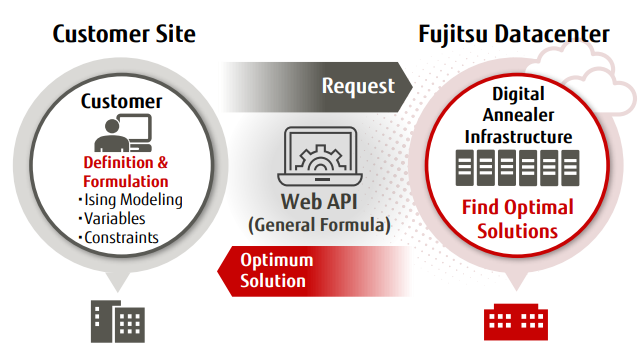 Customer Site
Fujitsu Datacenter
Customer
Definition &
Formulation
・Ising Modeling
・Variables
・Constraints
Request
Web API
(General Formula)
Optimum
Solution
Digital
Annealer
Infrastructure
Find Optimal
Solutions